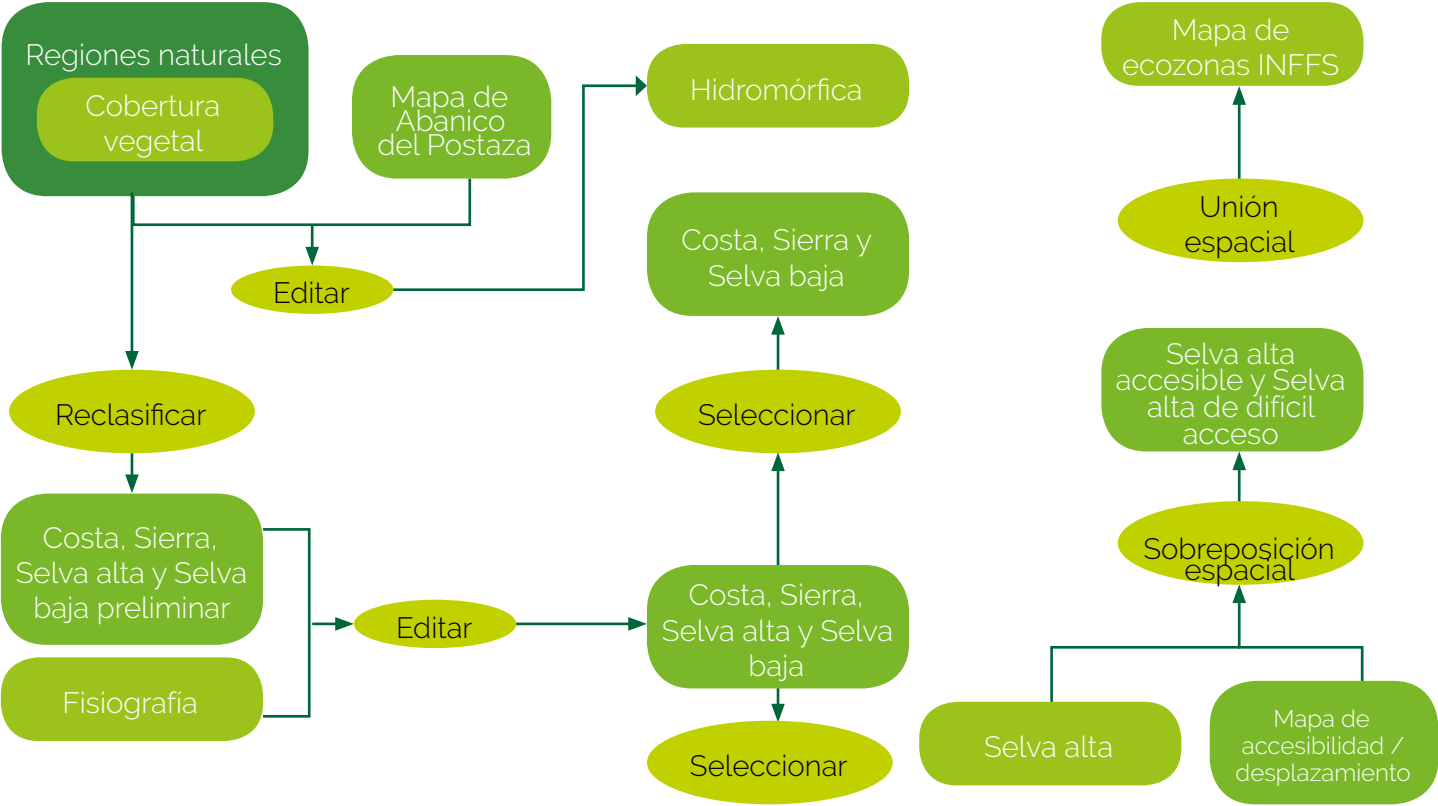 Regiones naturales
Cobertura
vegetal
Mapa de
Abanico
del Postaza
Hidromórfica
Mapa de
ecozonas INFFS
Unión
espacial
Costa, Sierra y
Selva baja
Editar
Selva alta
accesible y Selva
alta de difícil
acceso
Reclasificar
Seleccionar
Costa, Sierra,
Selva alta y Selva
baja preliminar
Sobreposición
espacial
Editar
Costa, Sierra,
Selva alta y Selva
baja
Fisiografía
Seleccionar
Selva alta
Mapa de
accesibilidad /
desplazamiento